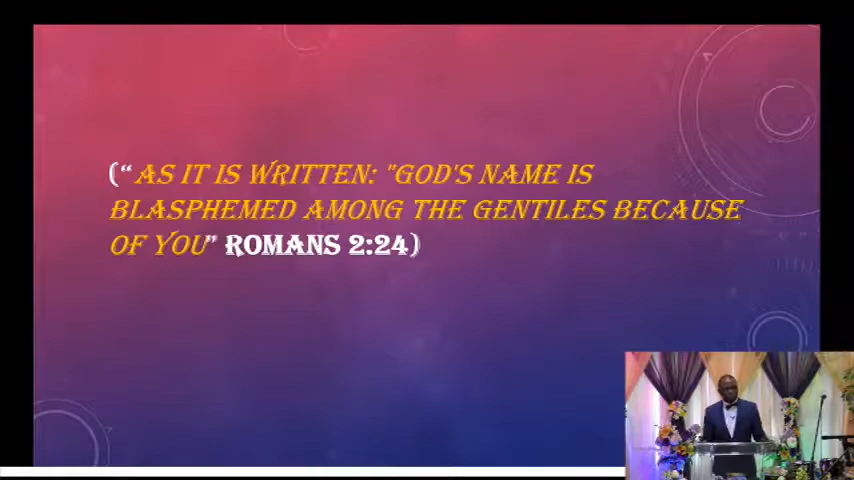 (“ AS IT IS WRITTEN: "GOD'S NAME IS
BLASPHEMED AMONG THE GENTILES BECAUSE
OF YOU” ROMANS 2:24)